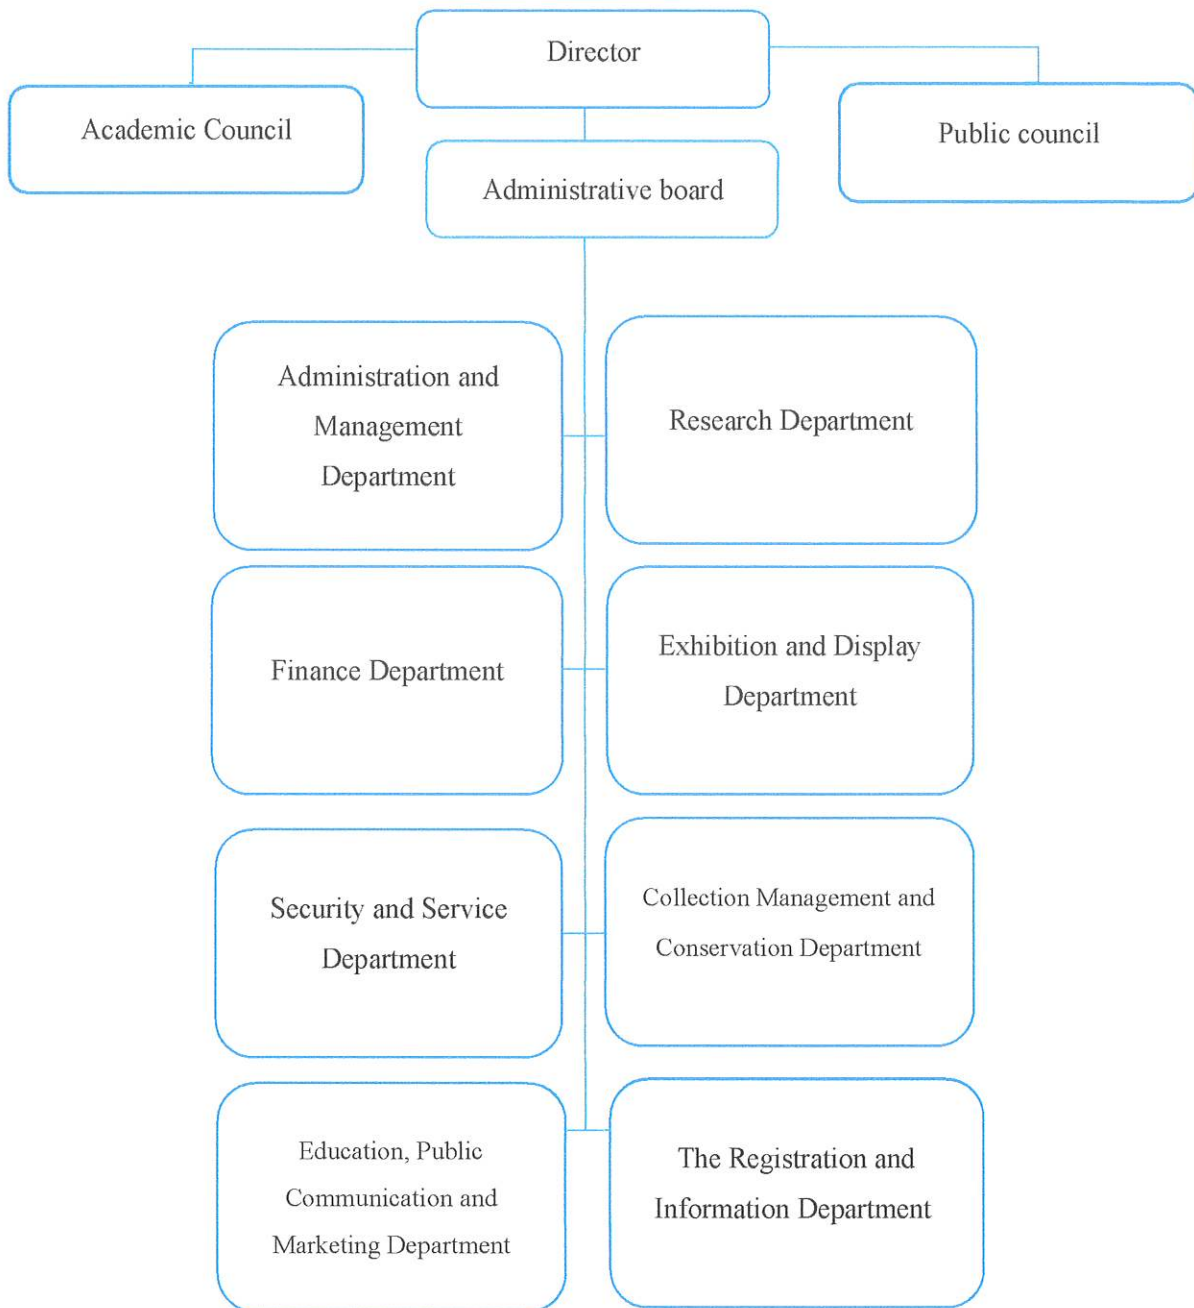 Director
Academic Council
Public council
Administrative board
Administration and
Management
Department
Research Department
Finance Department
Exhibition and Display
Department
Security and Service
Department
Collection Management and
Conservation Department
Education, Public
Communication and
Marketing Department
The Registration and
Information Department